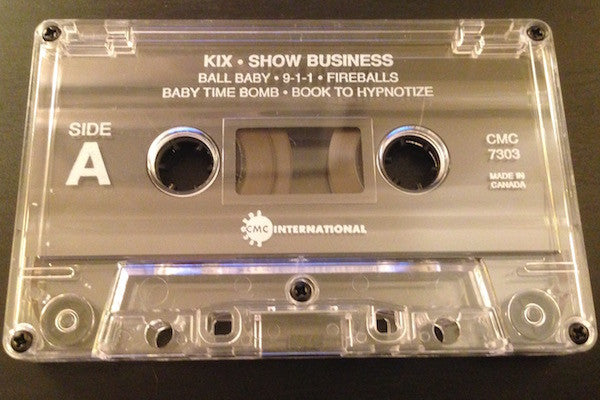 KIX • SHOW BUSINESS
BALL BABY • 9-1-1 • FIREBALLS
BABY TIME BOMB • BOOK TO HYPNOTIZE
SIDE
A
CMC
7303
MADE IN
CANADA
CMC INTERNATIONAL